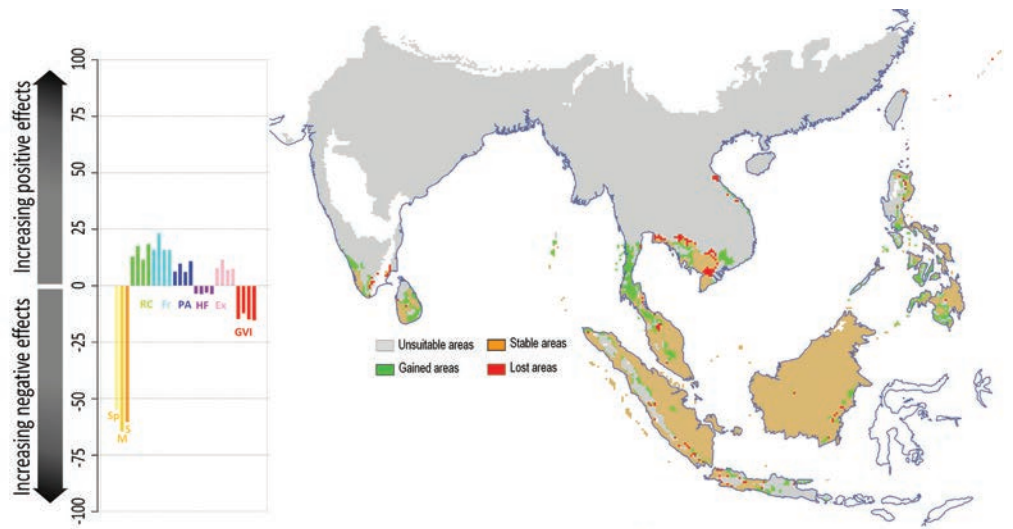 Increasing positive effects
Increasing negative effects
100
75
50
25
0
-25
-50
-75
-100
RC
Fr
PA
HF
Ex
GVI
Sp
S
M
Unsuitable areas
Stable areas
Gained areas
Lost areas